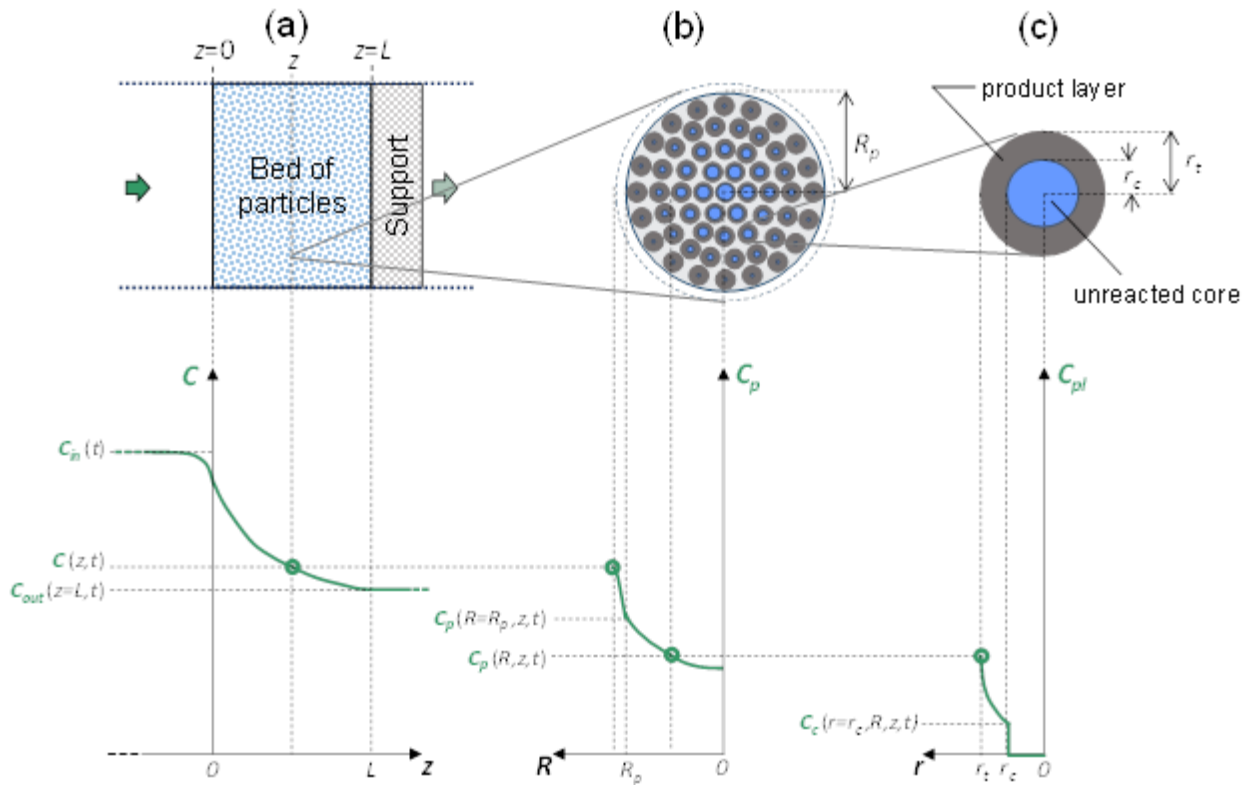 (a)
(b)
(c)
z=0
z
z=L
product layer
Bed of
particles
Support
R_p
r_c
r_t
unreacted core
C
C_p
C_pl
C_in(t)
C(z,t)
C_out(z=L,t)
C_p(R=R_p,z,t)
C_p(R,z,t)
C_c(r=r_c,R,z,t)
0
L
z
R
R_p
0
r
r_t
r_c
0